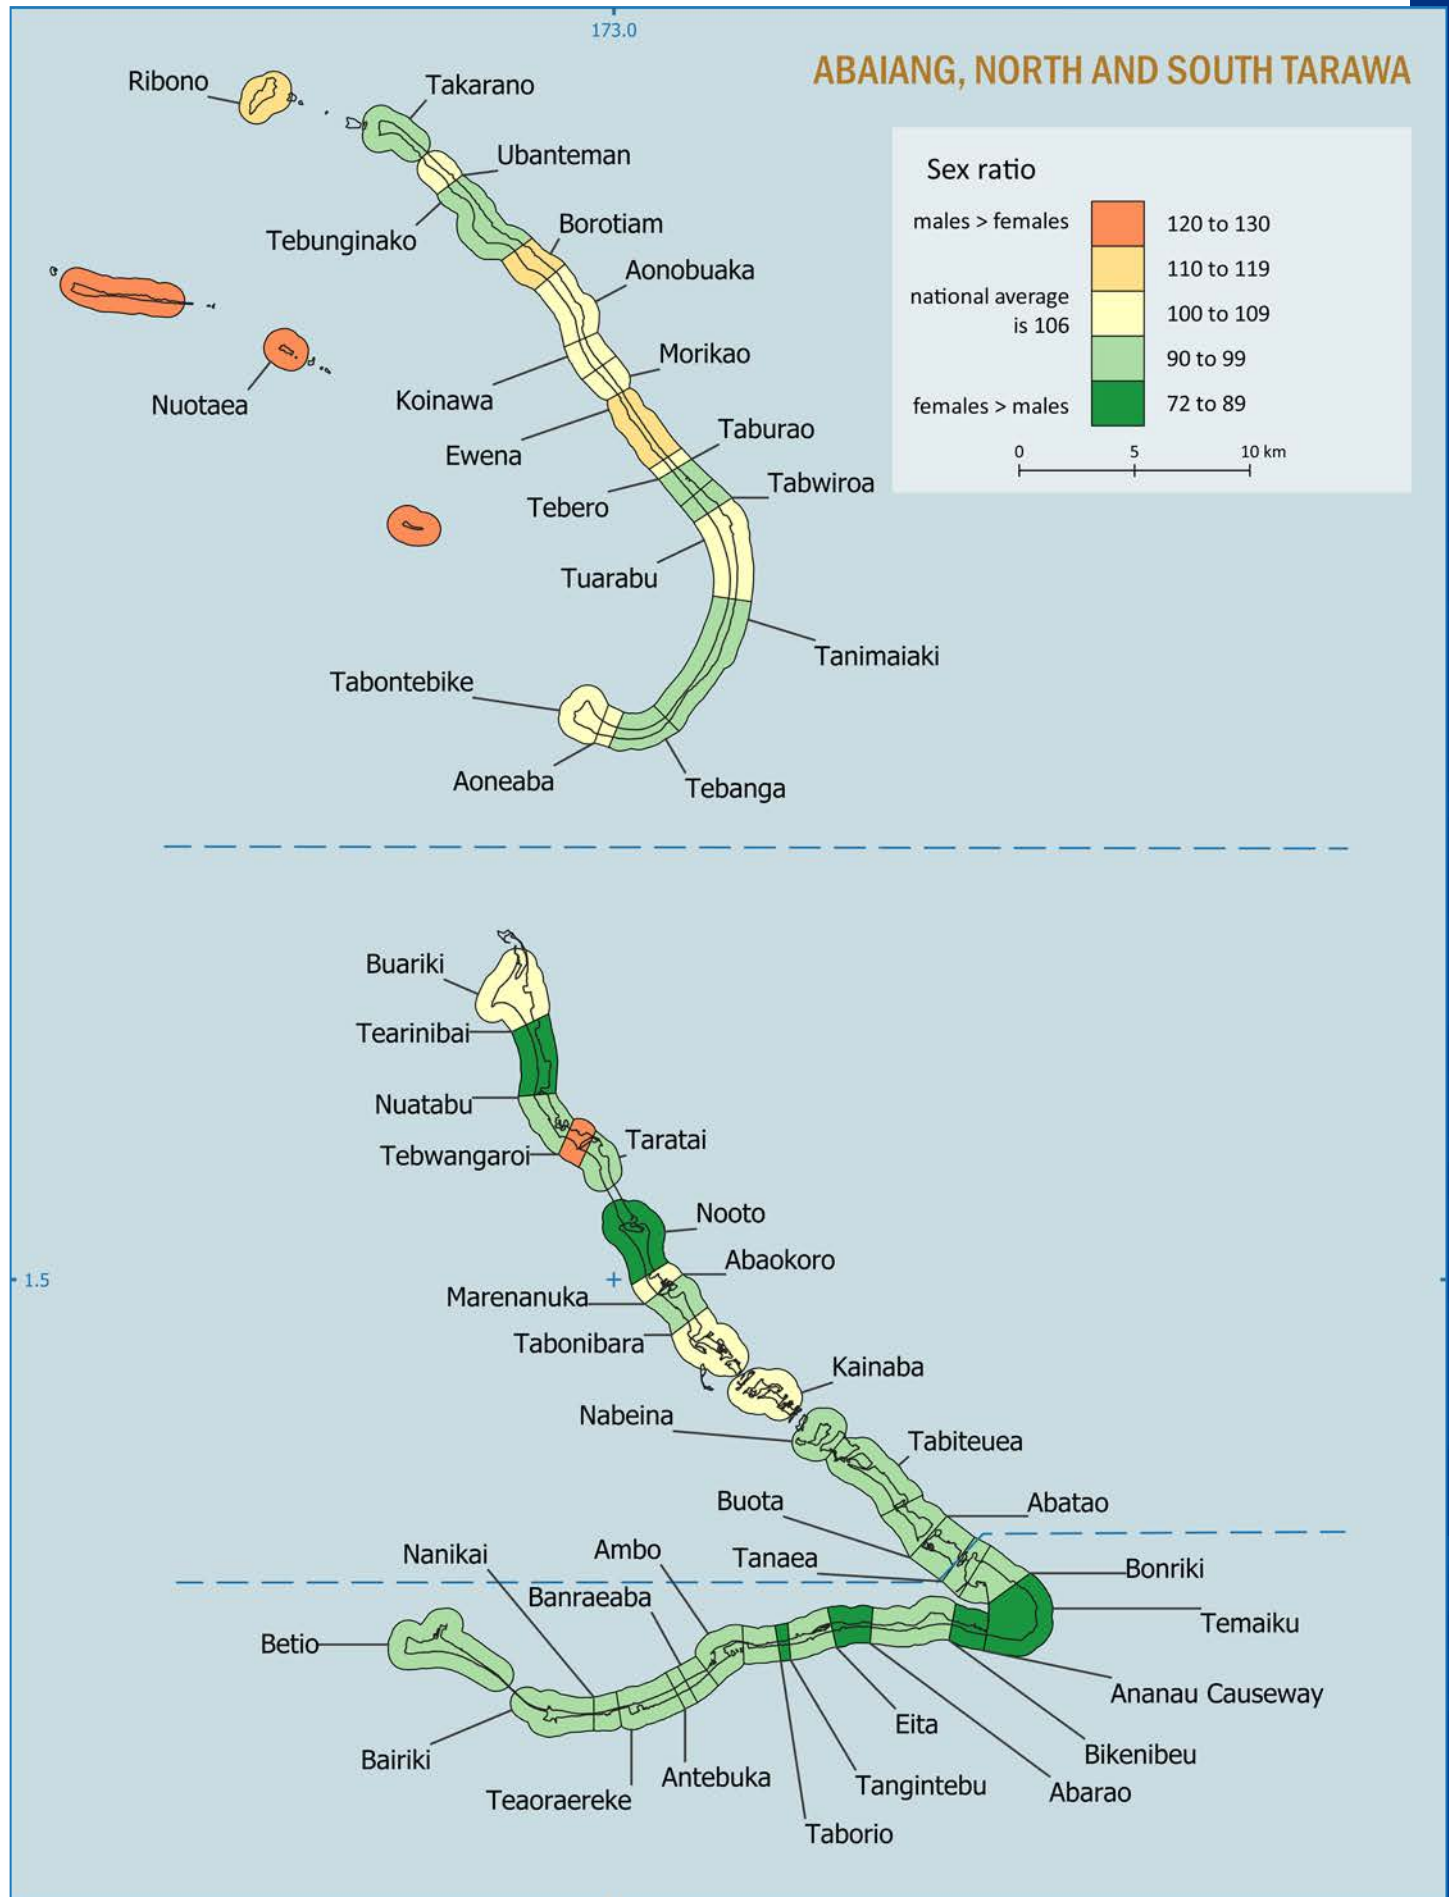 173.0
ABAIANG, NORTH AND SOUTH TARAWA
Ribono
Takarano
Ubanteman
Tebunginako
Borotiam
Aonobuaka
Morikao
Koinawa
Nuotaea
Ewena
Taburao
Tabwiroa
Tebero
Tuarabu
Tanimaiaki
Tabontebike
Aoneaba
Tebanga
Sex ratio
males > females
120 to 130
110 to 119
national average
is 106
100 to 109
90 to 99
females > males
72 to 89
0 5 10 km
Buariki
Tearinibai
Nuatabu
Tebwangaroi
Taratai
Nooto
Abaokoro
1.5
Marenanuka
Tabonibara
Kainaba
Nabeina
Tabiteuea
Buota
Abatao
Nanikai
Ambo
Tanaea
Bonriki
Banraeaba
Temaiku
Betio
Ananau Causeway
Eita
Bikenibeu
Bairiki
Antebuka
Tangintebu
Abarao
Teaoraereke
Taborio